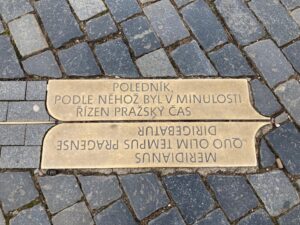 POLEDNÍK,
PODLE NĚHOŽ BYL V MINULOSTI
ŘÍZEN PRAŽSKÝ ČAS
MERIDIANUS
QUO OLIM TEMPUS PRAGENSE
DIRIGEBATUR